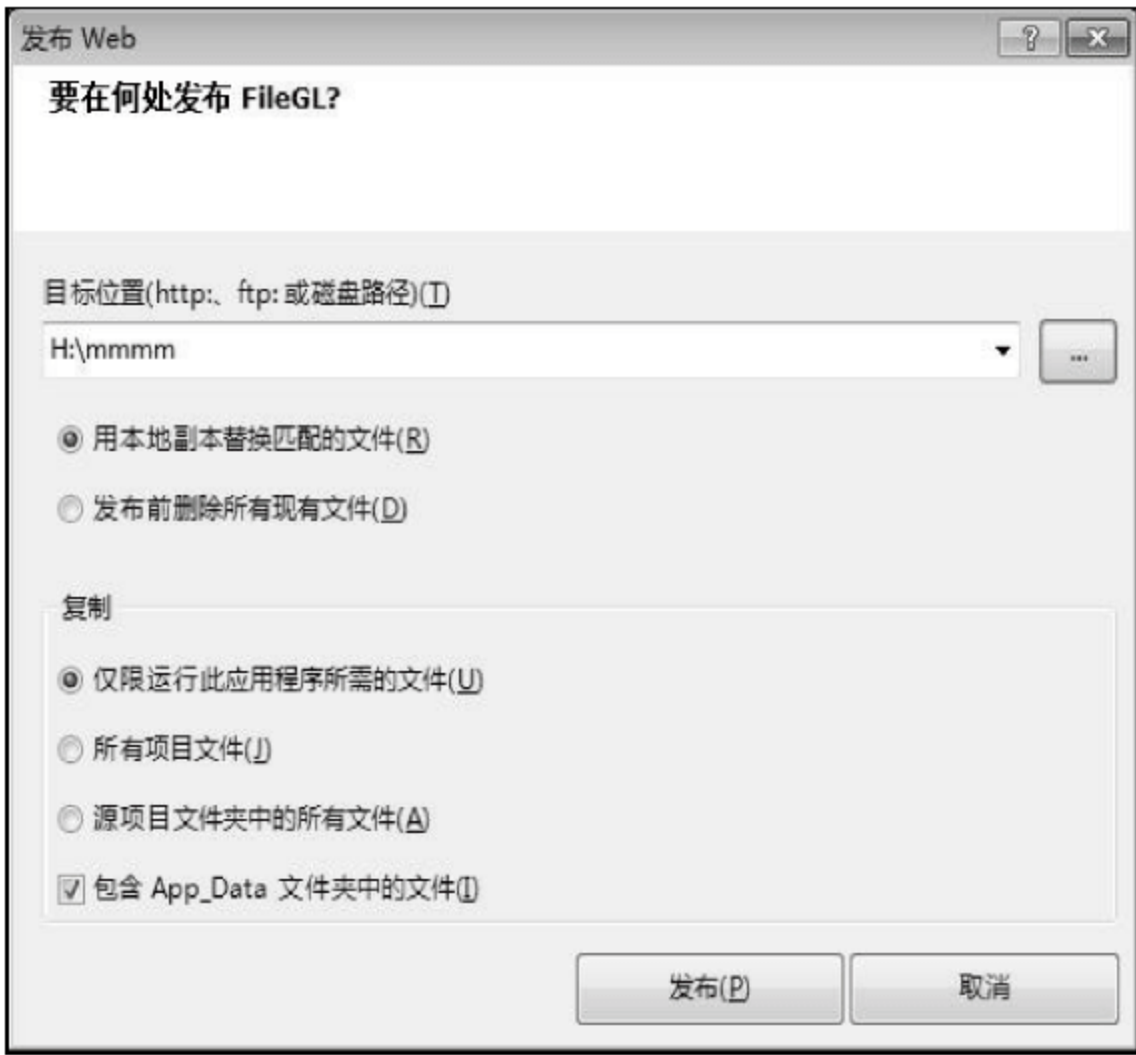 发布 Web
要在何处发布 FileGL?
目标位置(http:、ftp: 或磁盘路径)(T)
H:\mmmm
...
用本地副本替换匹配的文件(R)
发布前删除所有现有文件(D)
复制
仅限运行此应用程序所需的文件(U)
所有项目文件(J)
源项目文件夹中的所有文件(A)
包含 App_Data 文件夹中的文件(I)
发布(P)
取消